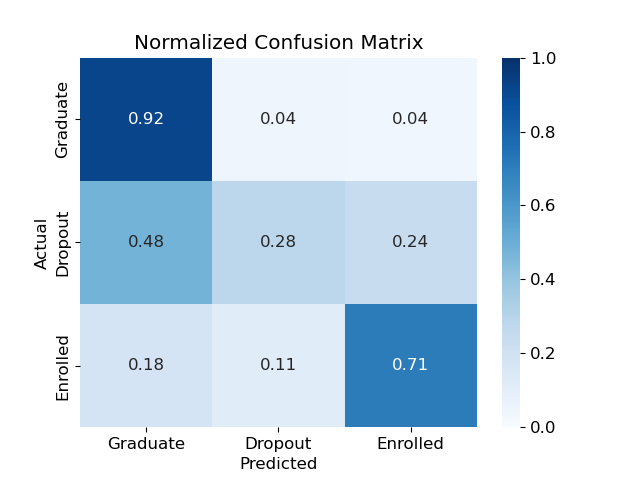 Normalized Confusion Matrix
Actual
Graduate
0.92 0.04 0.04
Dropout
0.48 0.28 0.24
Enrolled
0.18 0.11 0.71
Graduate Dropout Enrolled
Predicted
1.0
0.8
0.6
0.4
0.2
0.0